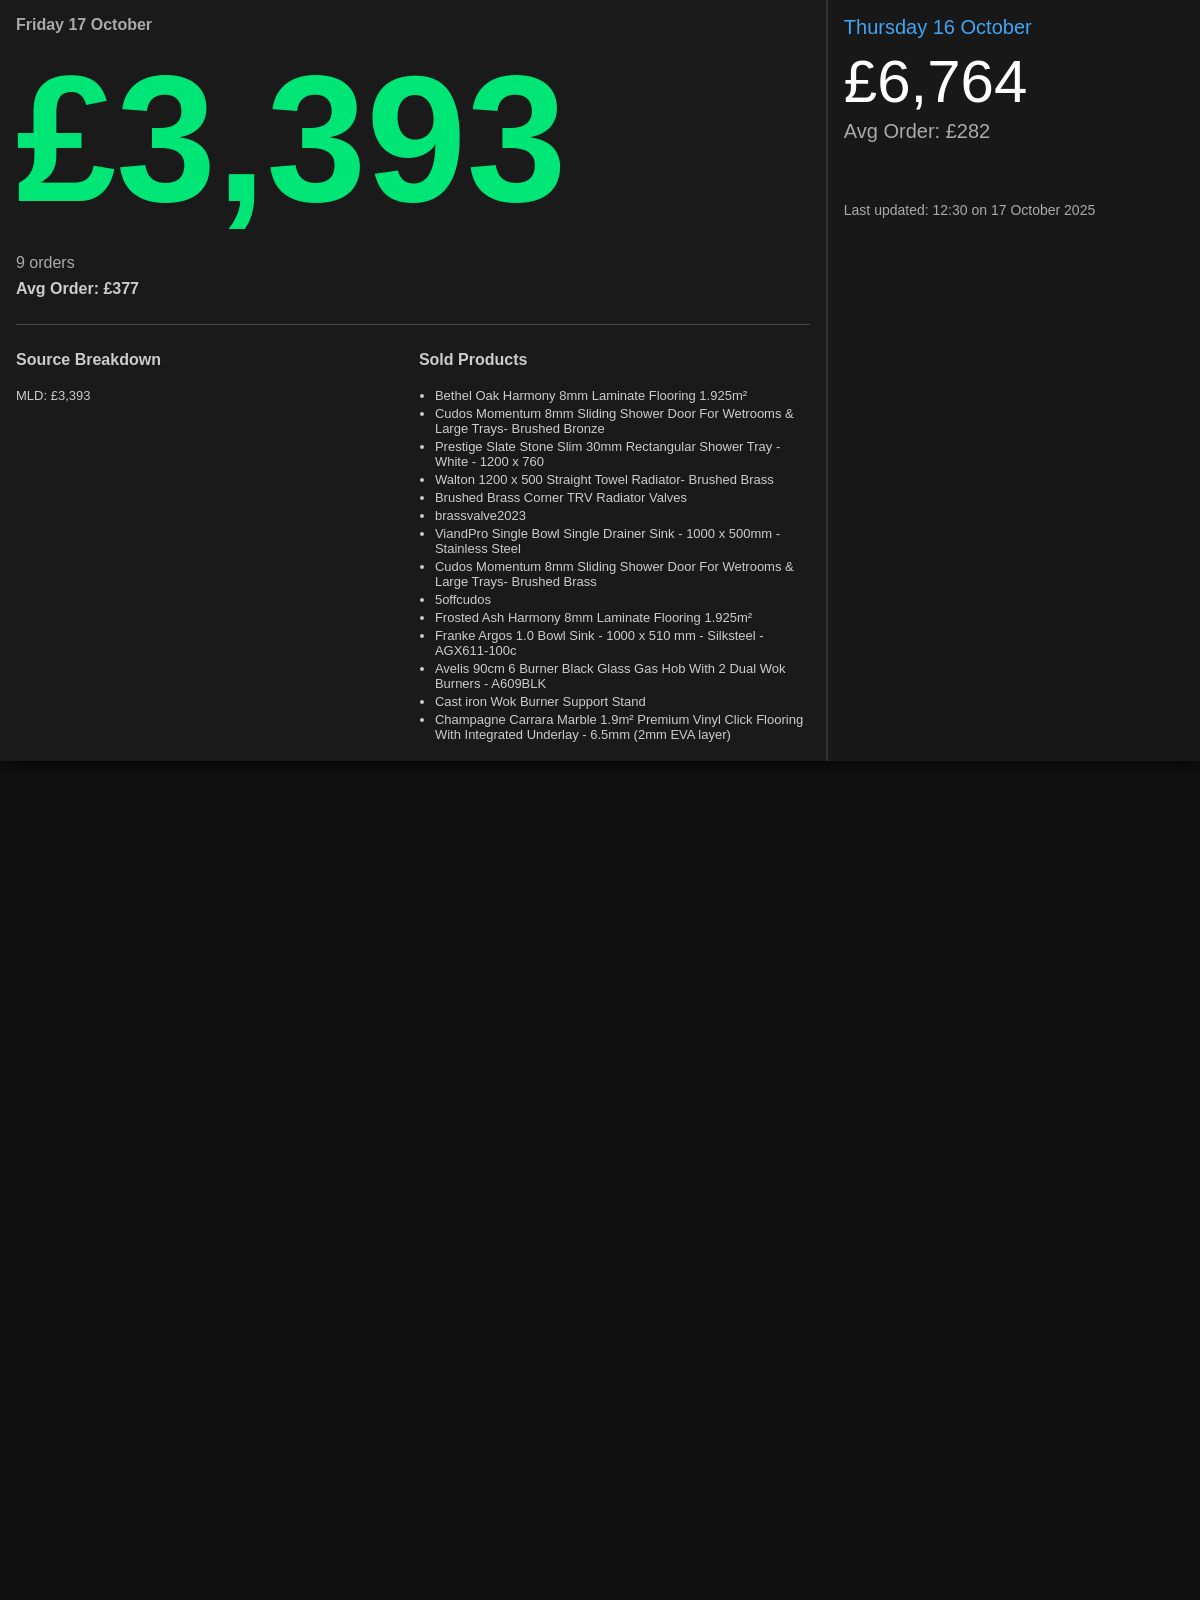 Friday 17 October
£3,393
9 orders
Avg Order: £377
Source Breakdown
MLD: £3,393
Sold Products
• Bethel Oak Harmony 8mm Laminate Flooring 1.925m²
• Cudos Momentum 8mm Sliding Shower Door For Wetrooms &
Large Trays- Brushed Bronze
• Prestige Slate Stone Slim 30mm Rectangular Shower Tray -
White - 1200 x 760
• Walton 1200 x 500 Straight Towel Radiator- Brushed Brass
• Brushed Brass Corner TRV Radiator Valves
• brassvalve2023
• ViandPro Single Bowl Single Drainer Sink - 1000 x 500mm -
Stainless Steel
• Cudos Momentum 8mm Sliding Shower Door For Wetrooms &
Large Trays- Brushed Brass
• 5offcudos
• Frosted Ash Harmony 8mm Laminate Flooring 1.925m²
• Franke Argos 1.0 Bowl Sink - 1000 x 510 mm - Silksteel -
AGX611-100c
• Avelis 90cm 6 Burner Black Glass Gas Hob With 2 Dual Wok
Burners - A609BLK
• Cast iron Wok Burner Support Stand
• Champagne Carrara Marble 1.9m² Premium Vinyl Click Flooring
With Integrated Underlay - 6.5mm (2mm EVA layer)
Thursday 16 October
£6,764
Avg Order: £282
Last updated: 12:30 on 17 October 2025